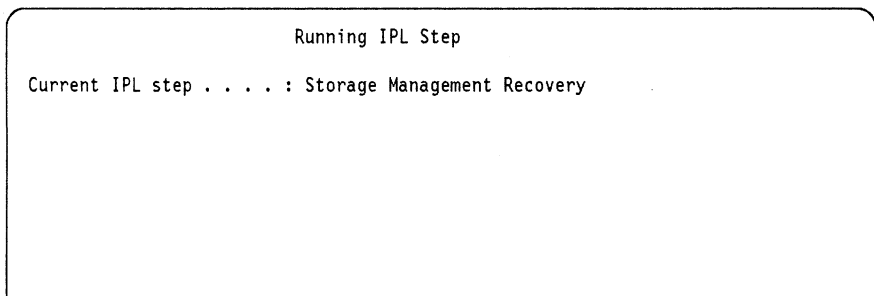 Running IPL Step
Current IPL step . . . . : Storage Management Recovery